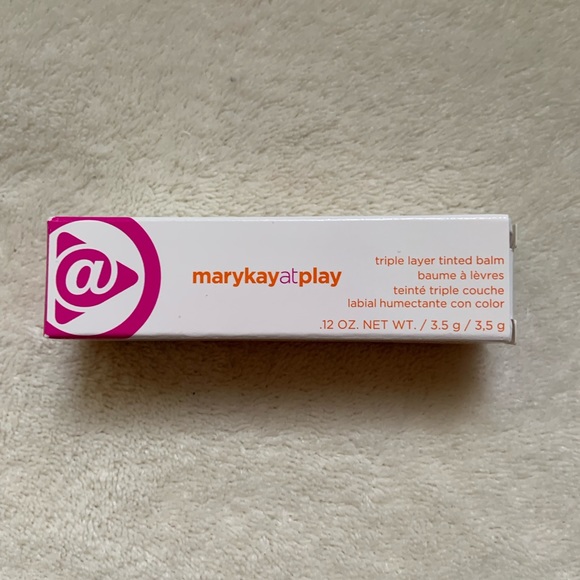 @
marykayatplay
triple layer tinted balm
baume à lèvres
teinté triple couche
labial humectante con color
.12 OZ. NET WT. / 3.5 g / 3,5 g